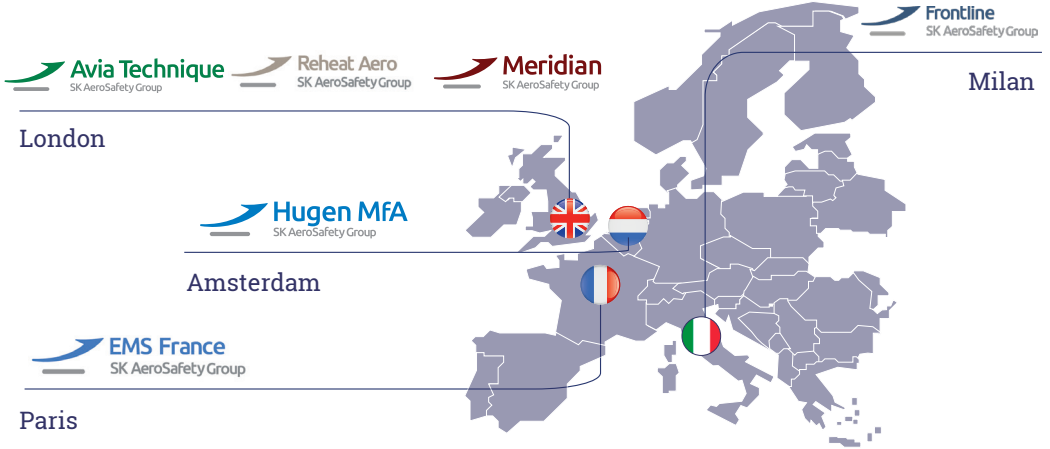 Frontline
SK AeroSafety Group
Milan
Avia Technique
SK AeroSafety Group
Reheat Aero
SK AeroSafety Group
Meridian
SK AeroSafety Group
London
Hugen MfA
SK AeroSafety Group
Amsterdam
EMS France
SK AeroSafety Group
Paris